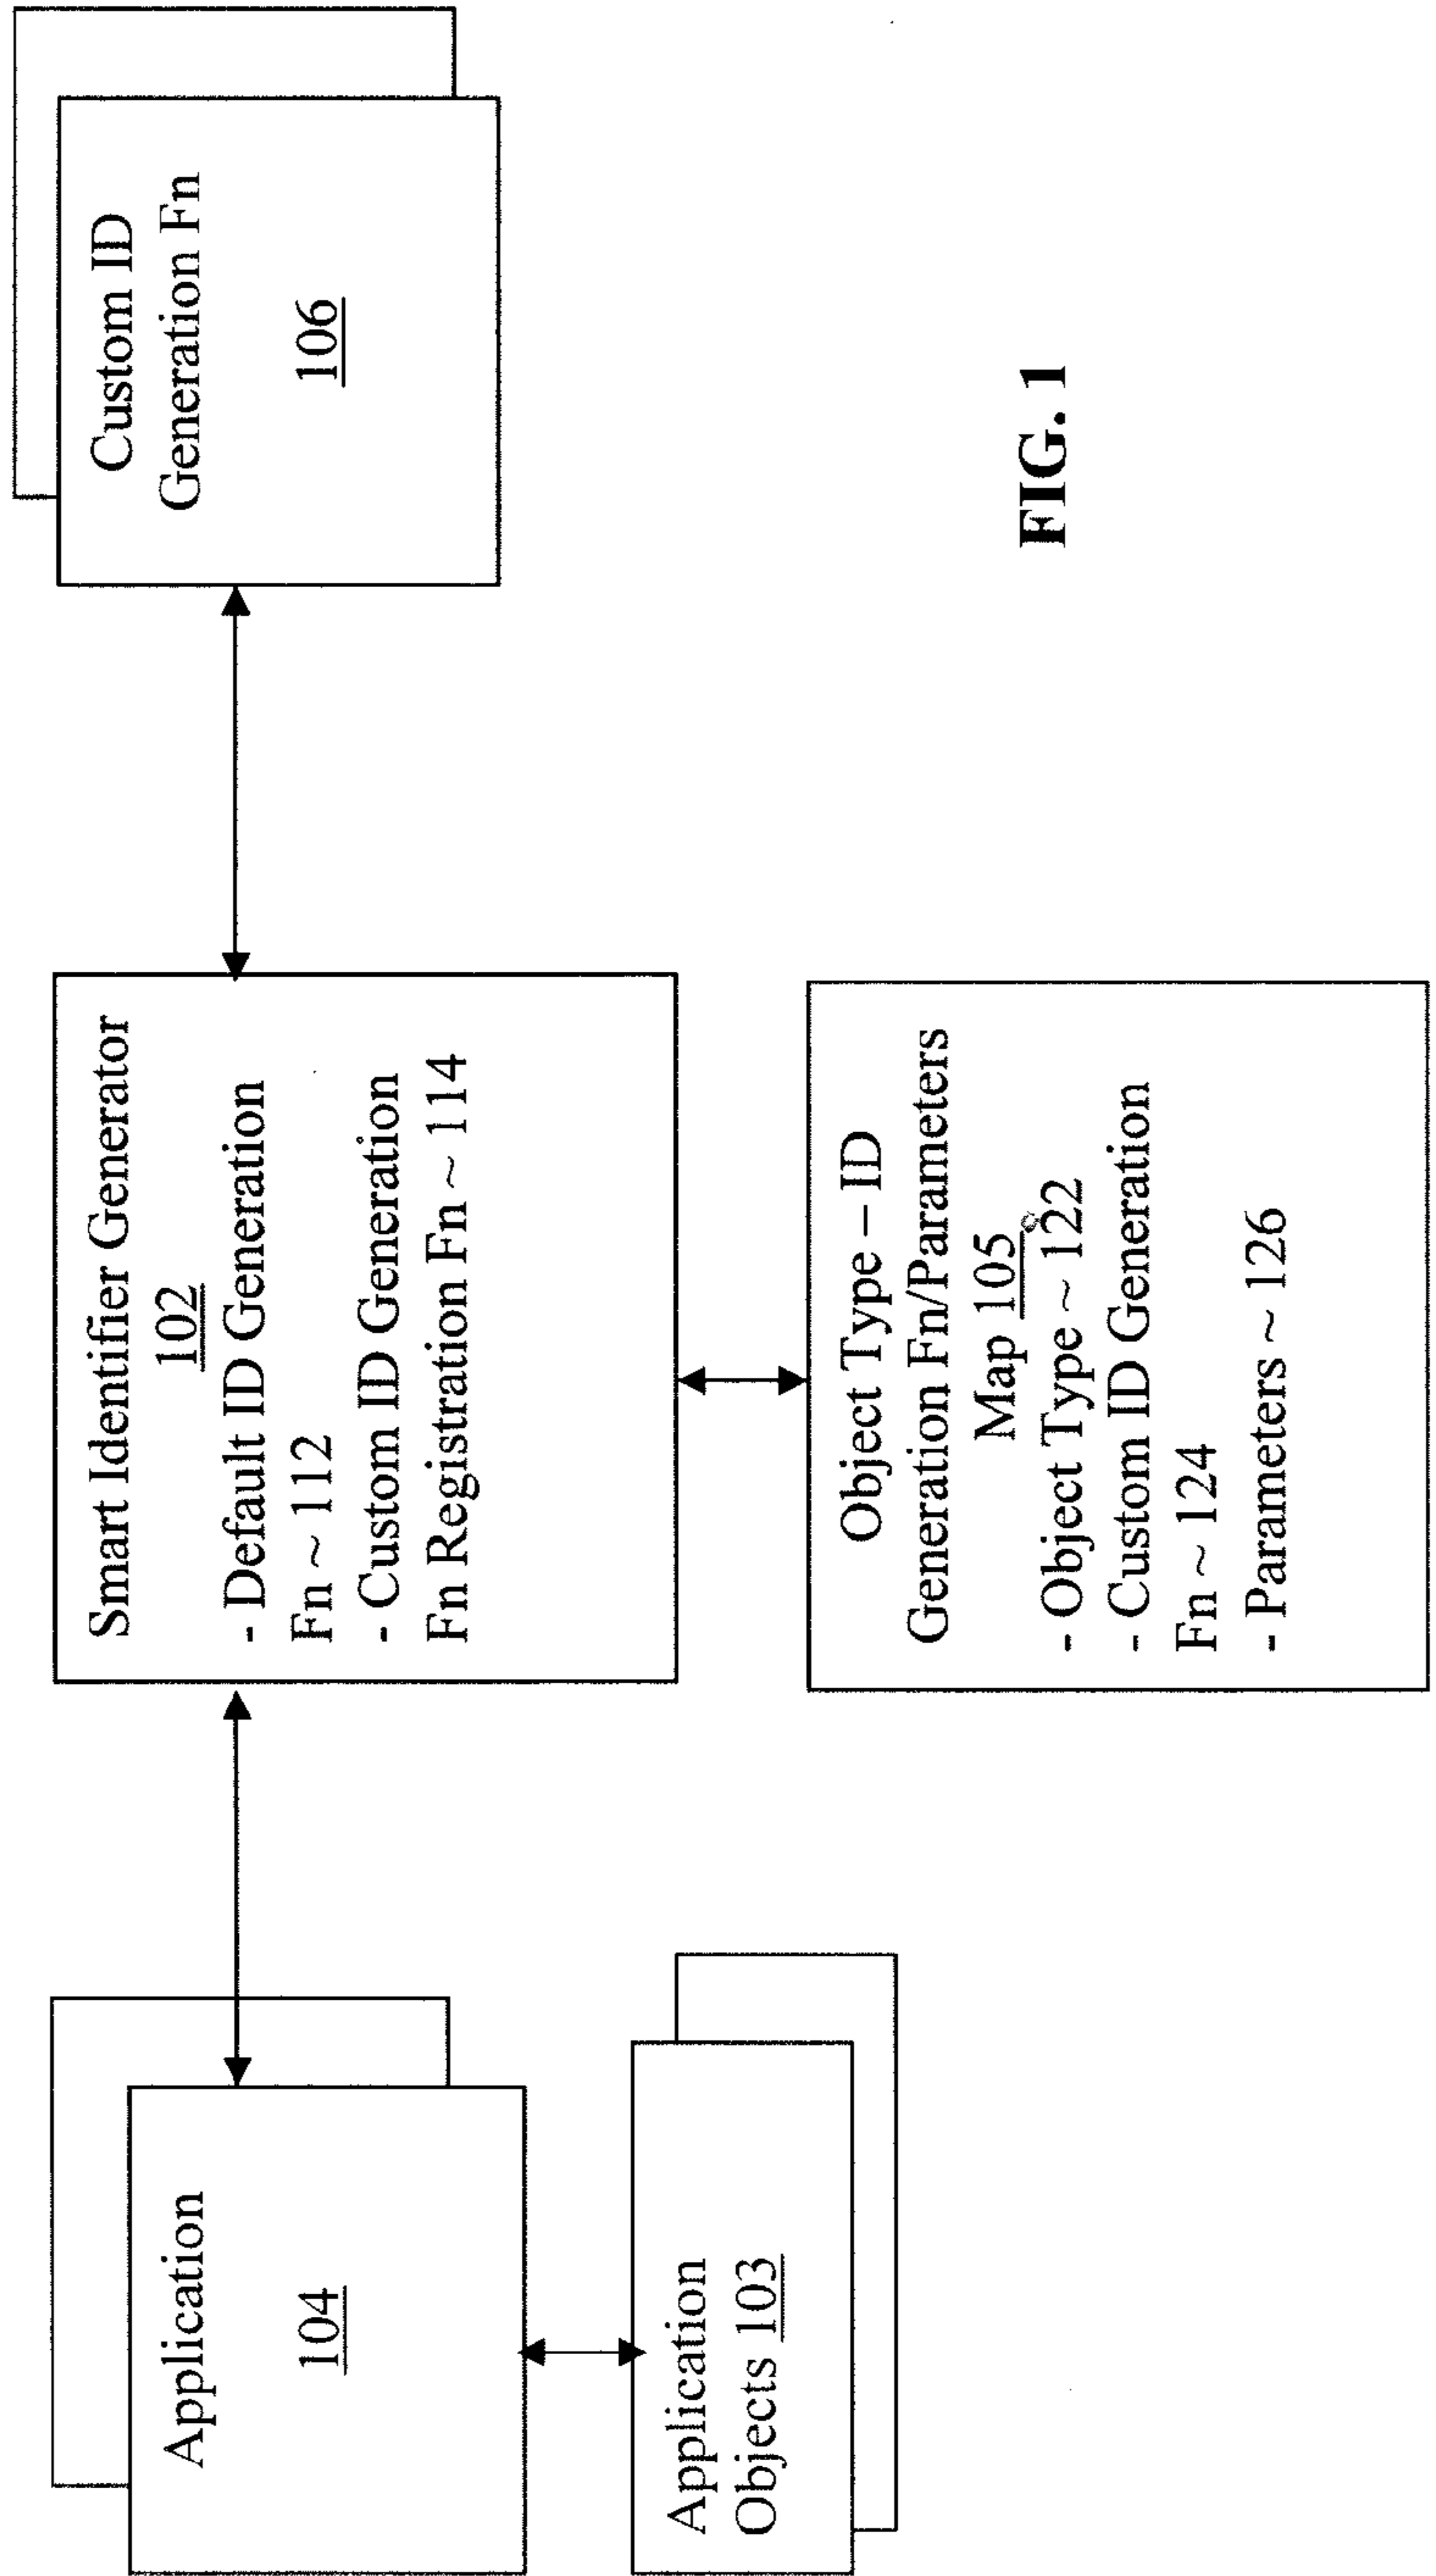 Application
104
Application
Objects 103
Smart Identifier Generator
102
- Default ID Generation
Fn ~ 112
- Custom ID Generation
Fn Registration Fn ~ 114
Object Type – ID
Generation Fn/Parameters
Map 105
- Object Type ~ 122
- Custom ID Generation
Fn ~ 124
- Parameters ~ 126
Custom ID
Generation Fn
106
FIG. 1